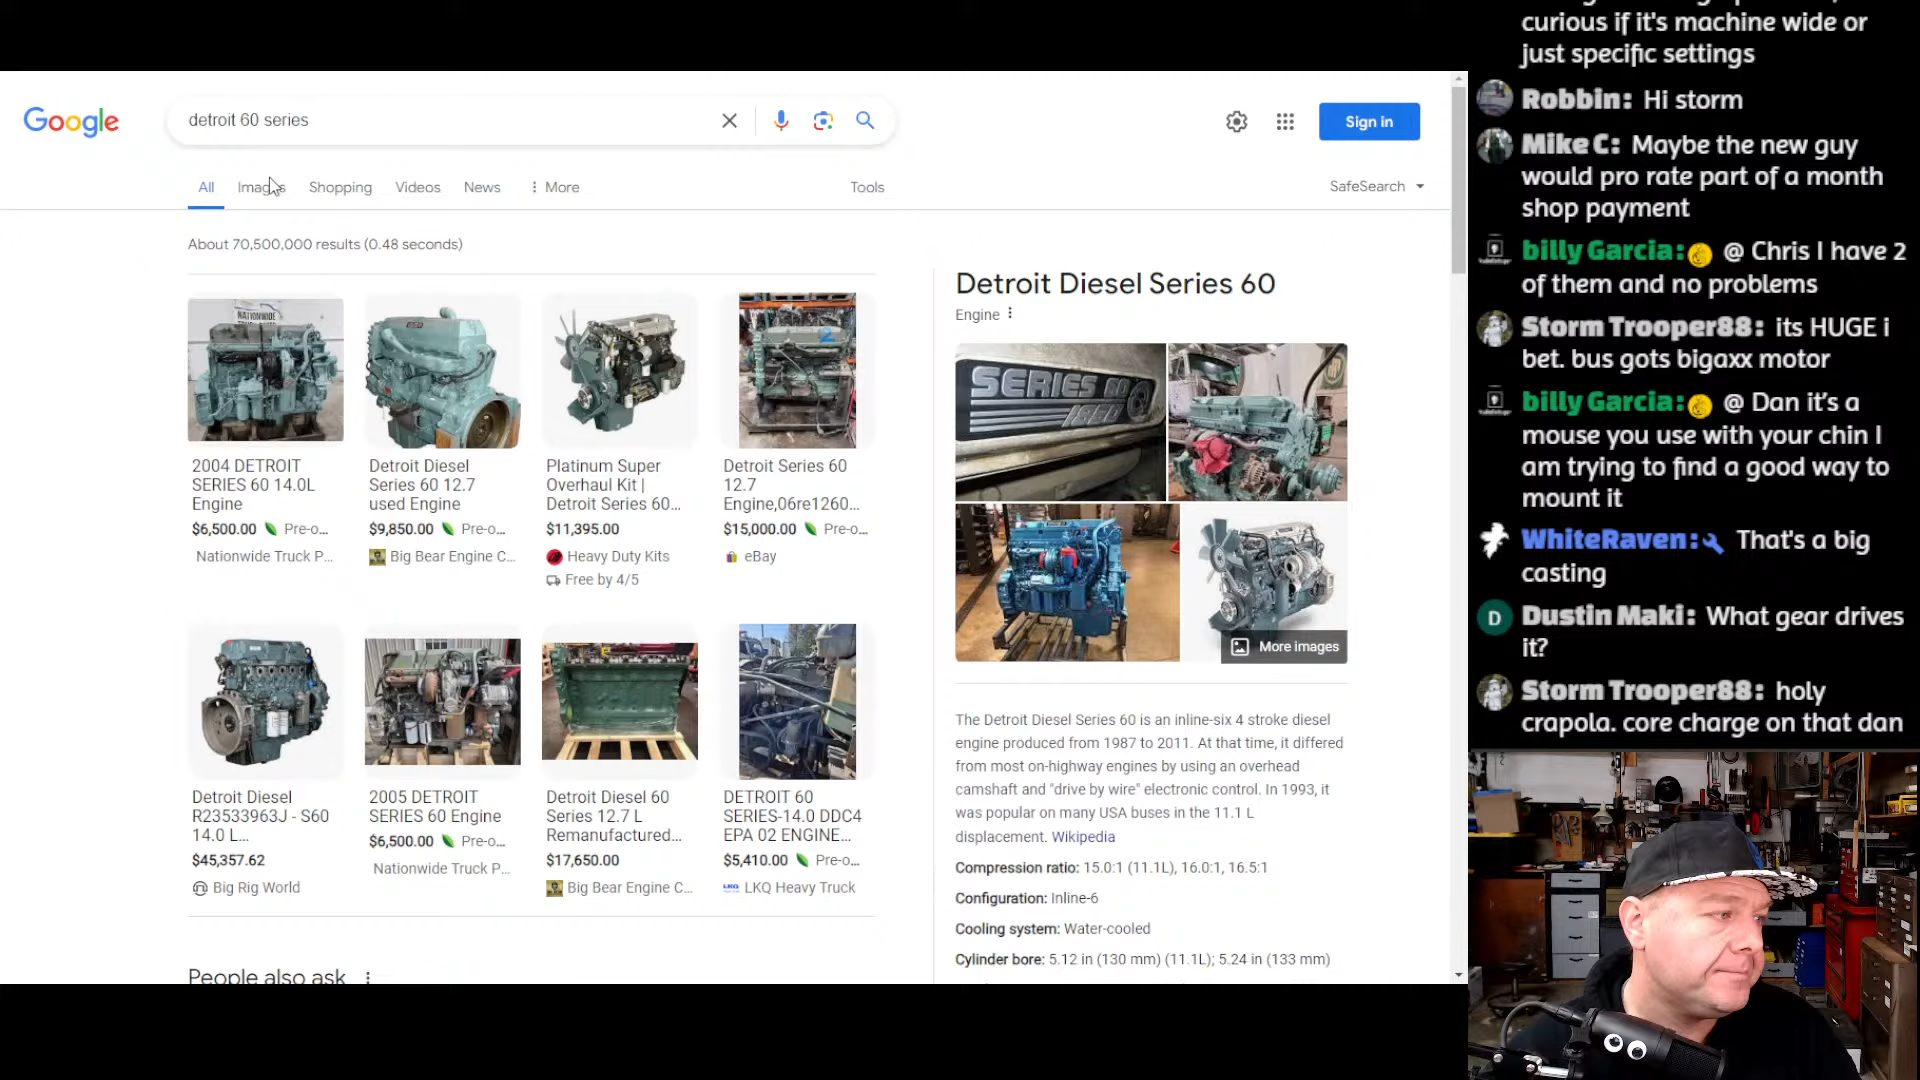 Google
detroit 60 series
Sign in
All
Images
Shopping
Videos
News
More
Tools
SafeSearch
About 70,500,000 results (0.48 seconds)
NATIONWIDE
2004 DETROIT
SERIES 60 14.0L
Engine
$6,500.00 Pre-o...
Nationwide Truck P...
Detroit Diesel
Series 60 12.7
used Engine
$9,850.00 Pre-o...
Big Bear Engine C...
Platinum Super
Overhaul Kit |
Detroit Series 60...
$11,395.00
Heavy Duty Kits
Free by 4/5
Detroit Series 60
12.7
Engine,06re1260...
$15,000.00 Pre-o...
eBay
Detroit Diesel
R23533963J - S60
14.0 L...
$45,357.62
Big Rig World
2005 DETROIT
SERIES 60 Engine
$6,500.00 Pre-o...
Nationwide Truck P...
Detroit Diesel 60
Series 12.7 L
Remanufactured...
$17,650.00
Big Bear Engine C...
DETROIT 60
SERIES-14.0 DDC4
EPA 02 ENGINE...
$5,410.00 Pre-o...
LKQ LKQ Heavy Truck
People also ask
Detroit Diesel Series 60
Engine
SERIES 60
More images
The Detroit Diesel Series 60 is an inline-six 4 stroke diesel
engine produced from 1987 to 2011. At that time, it differed
from most on-highway engines by using an overhead
camshaft and "drive by wire" electronic control. In 1993, it
was popular on many USA buses in the 11.1 L
displacement. Wikipedia
Compression ratio: 15.0:1 (11.1L), 16.0:1, 16.5:1
Configuration: Inline-6
Cooling system: Water-cooled
Cylinder bore: 5.12 in (130 mm) (11.1L); 5.24 in (133 mm)
curious if it's machine wide or
just specific settings
Robbin: Hi storm
Mike C: Maybe the new guy
would pro rate part of a month
shop payment
billy Garcia: @ Chris I have 2
of them and no problems
Storm Trooper88: its HUGE i
bet. bus gots bigaxx motor
billy Garcia: @ Dan it's a
mouse you use with your chin I
am trying to find a good way to
mount it
WhiteRaven: That's a big
casting
D
Dustin Maki: What gear drives
it?
Storm Trooper88: holy
crapola. core charge on that dan